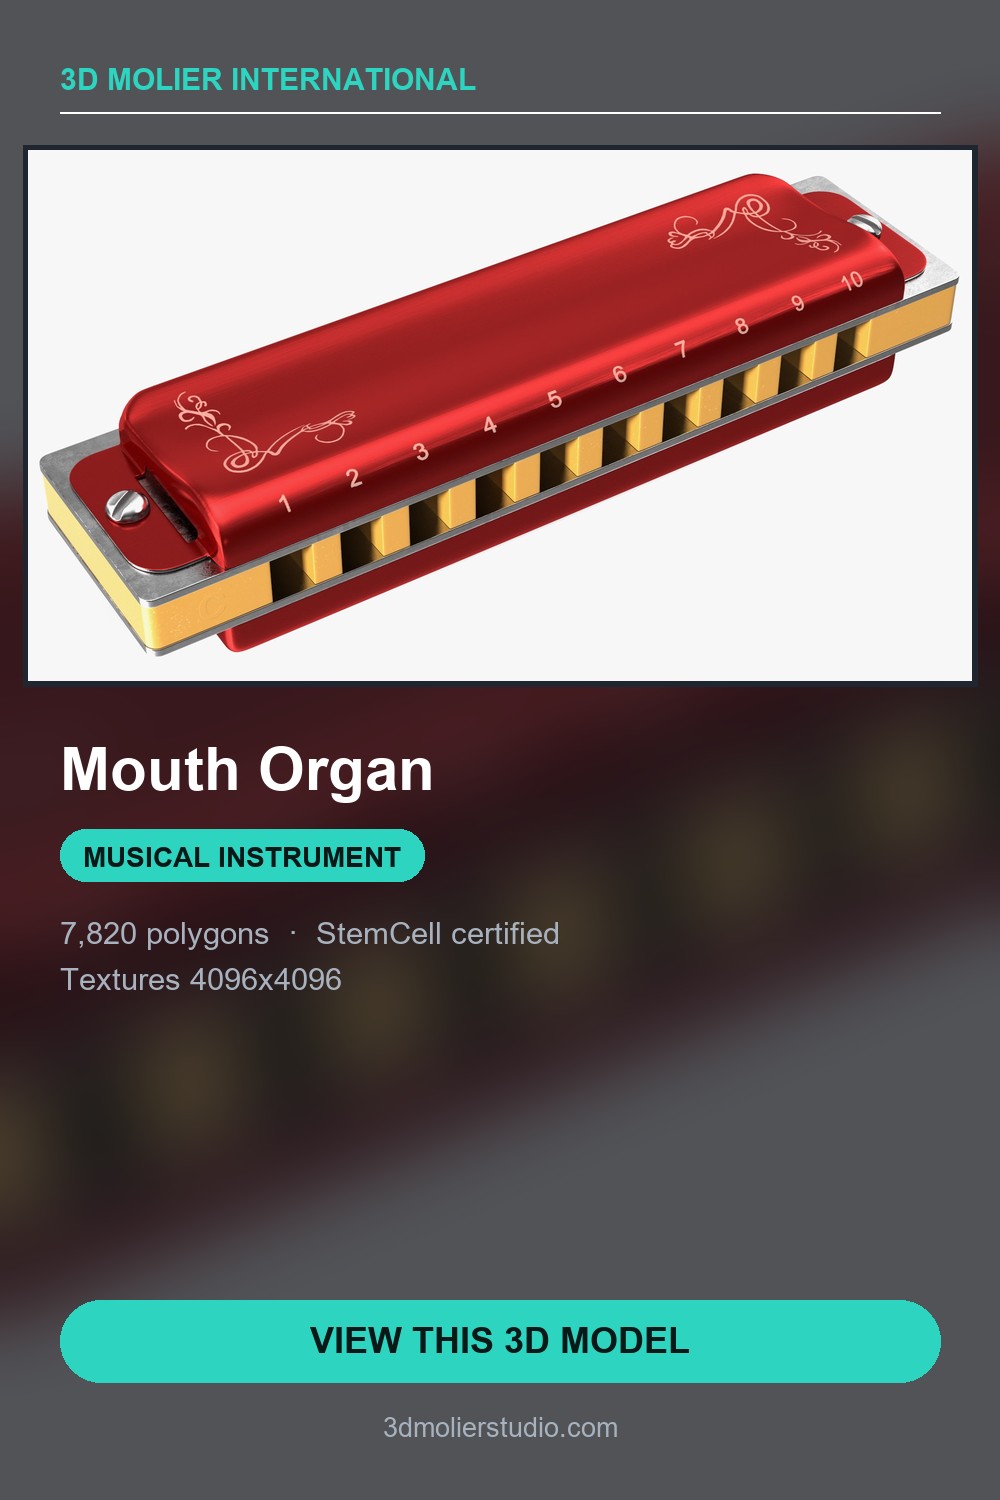 3D MOLIER INTERNATIONAL
1 2 3 4 5 6 7 8 9 10
Mouth Organ
MUSICAL INSTRUMENT
7,820 polygons · StemCell certified
Textures 4096x4096
VIEW THIS 3D MODEL
3dmolierstudio.com